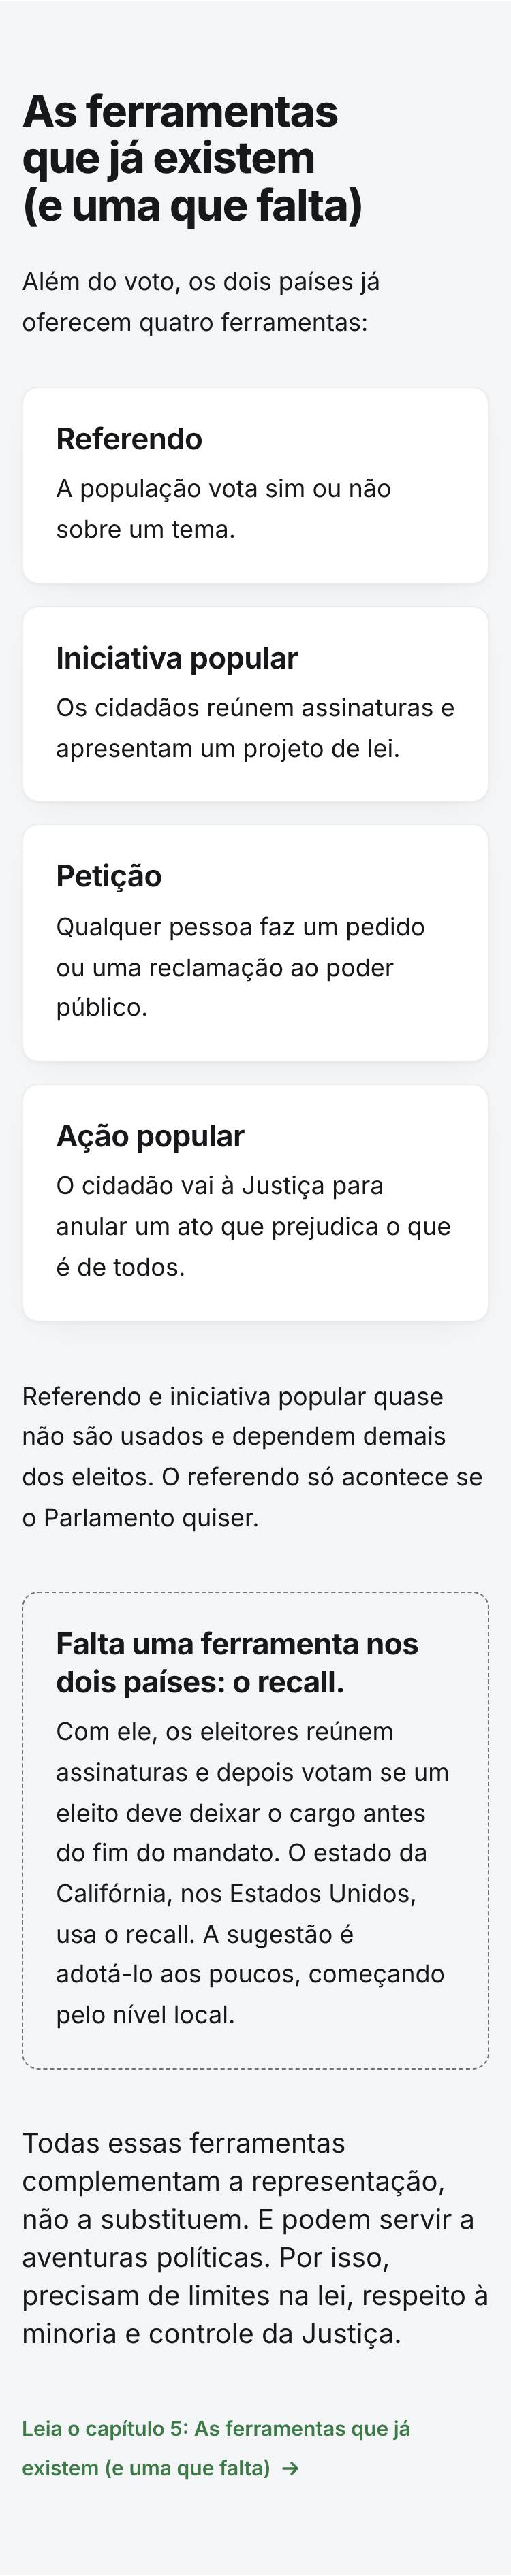 As ferramentas
que já existem
(e uma que falta)
Além do voto, os dois países já
oferecem quatro ferramentas:
Referendo
A população vota sim ou não
sobre um tema.
Iniciativa popular
Os cidadãos reúnem assinaturas e
apresentam um projeto de lei.
Petição
Qualquer pessoa faz um pedido
ou uma reclamação ao poder
público.
Ação popular
O cidadão vai à Justiça para
anular um ato que prejudica o que
é de todos.
Referendo e iniciativa popular quase
não são usados e dependem demais
dos eleitos. O referendo só acontece se
o Parlamento quiser.
Falta uma ferramenta nos
dois países: o recall.
Com ele, os eleitores reúnem
assinaturas e depois votam se um
eleito deve deixar o cargo antes
do fim do mandato. O estado da
Califórnia, nos Estados Unidos,
usa o recall. A sugestão é
adotá-lo aos poucos, começando
pelo nível local.
Todas essas ferramentas
complementam a representação,
não a substituem. E podem servir a
aventuras políticas. Por isso,
precisam de limites na lei, respeito à
minoria e controle da Justiça.
Leia o capítulo 5: As ferramentas que já
existem (e uma que falta) →